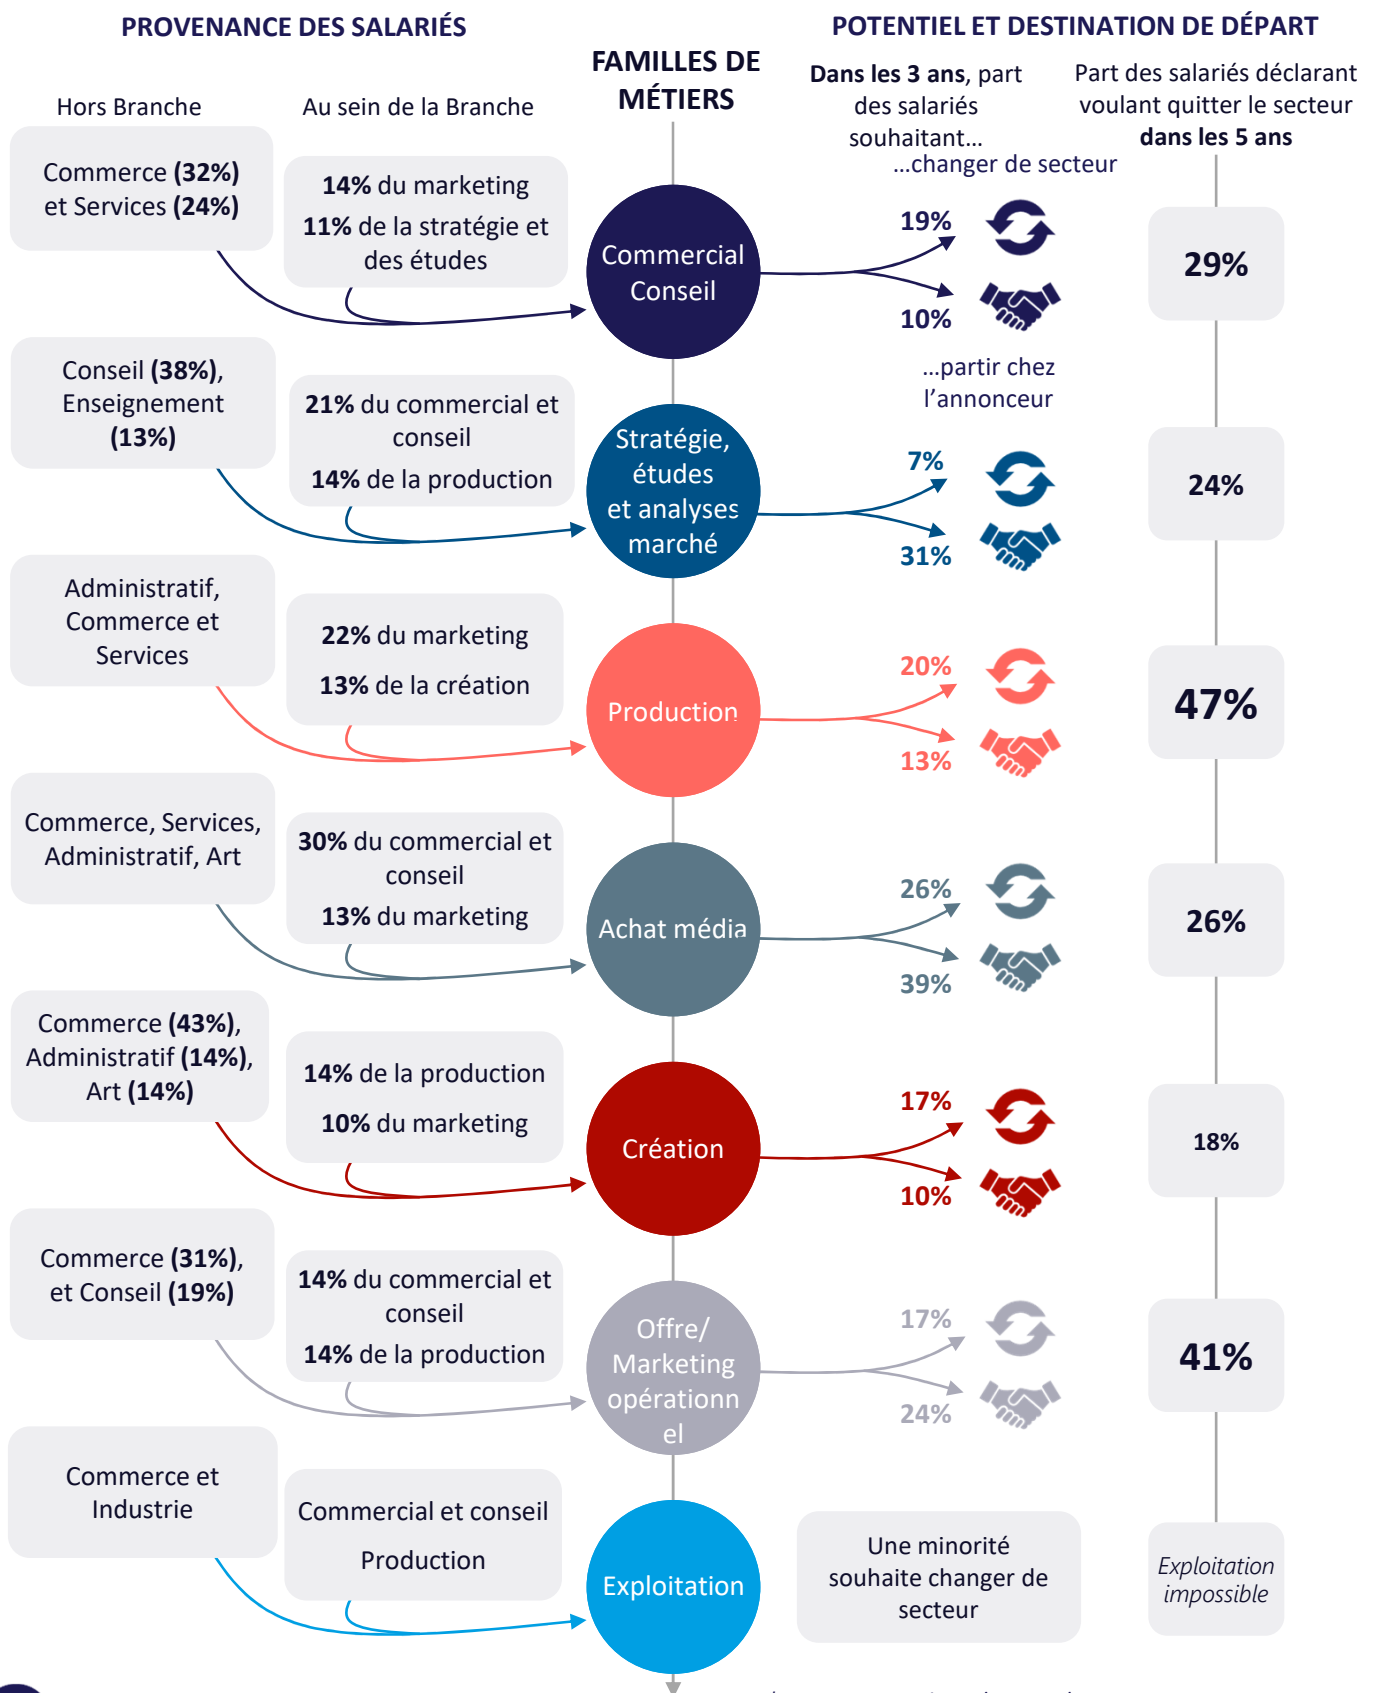 PROVENANCE DES SALARIÉS
POTENTIEL ET DESTINATION DE DÉPART
FAMILLES DE
MÉTIERS
Hors Branche
Au sein de la Branche
Dans les 3 ans, part
des salariés
souhaitant...
...changer de secteur
Part des salariés déclarant
voulant quitter le secteur
dans les 5 ans
Commerce (32%)
et Services (24%)
14% du marketing
11% de la stratégie et
des études
Commercial
Conseil
19%
10%
29%
...partir chez
l'annonceur
Conseil (38%),
Enseignement
(13%)
21% du commercial et
conseil
14% de la production
Stratégie,
études
et analyses
marché
7%
31%
24%
Administratif,
Commerce et
Services
22% du marketing
13% de la création
Production
20%
13%
47%
Commerce, Services,
Administratif, Art
30% du commercial et
conseil
13% du marketing
Achat média
26%
39%
26%
Commerce (43%),
Administratif (14%),
Art (14%)
14% de la production
10% du marketing
Création
17%
10%
18%
Commerce (31%),
et Conseil (19%)
14% du commercial et
conseil
14% de la production
Offre/
Marketing
opérationn
el
17%
24%
41%
Commerce et
Industrie
Commercial et conseil
Production
Exploitation
Une minorité
souhaite changer de
secteur
Exploitation
impossible